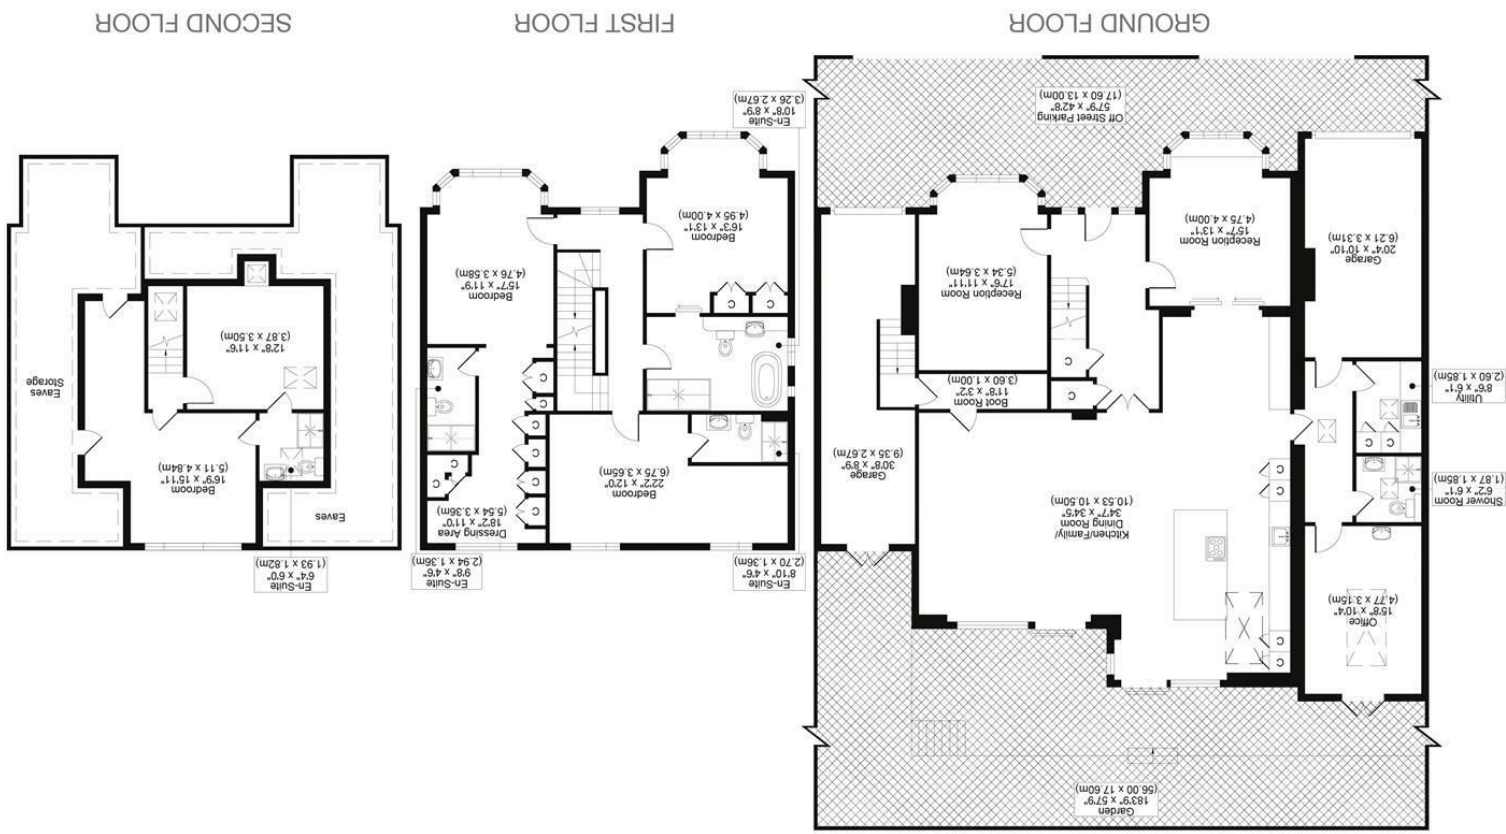 Garden
183'9" x 57'9"
(56.00 x 17.60m)
Office
15'8" x 10'4"
(4.77 x 3.15m)
C
C
Kitchen/Family/
Dining Room
34'7" x 34'5"
(10.53 x 10.50m)
C
C
Shower Room
6'2" x 6'1"
(1.87 x 1.85m)
Utility
8'6" x 6'1"
(2.60 x 1.85m)
C
C
Garage
30'8" x 8'9"
(9.35 x 2.67m)
C
C
Boot Room
11'8" x 3'2"
(3.60 x 1.00m)
Garage
20'4" x 10'10"
(6.21 x 3.31m)
Reception Room
15'7" x 13'1"
(4.75 x 4.00m)
Reception Room
17'6" x 11'11"
(5.34 x 3.64m)
Off Street Parking
57'9" x 42'8"
(17.60 x 13.00m)
GROUND FLOOR
En-Suite
8'10" x 4'6"
(2.70 x 1.36m)
En-Suite
9'8" x 4'6"
(2.94 x 1.36m)
Bedroom
22'2" x 12'0"
(6.75 x 3.65m)
Dressing Area
18'2" x 11'0"
(5.54 x 3.36m)
C
C
C
C
C
C
C
C
C
C
Bedroom
16'3" x 13'1"
(4.95 x 4.00m)
Bedroom
15'7" x 11'9"
(4.76 x 3.58m)
En-Suite
10'8" x 8'9"
(3.26 x 2.67m)
FIRST FLOOR
En-Suite
6'4" x 6'0"
(1.93 x 1.82m)
Eaves
Bedroom
16'9" x 15'11"
(5.11 x 4.84m)
Eaves
Storage
12'8" x 11'6"
(3.87 x 3.50m)
SECOND FLOOR